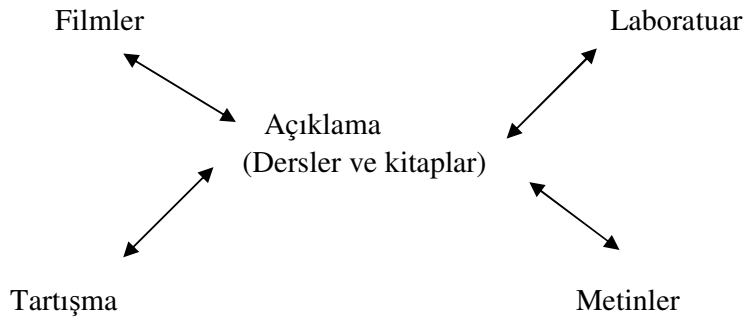 Filmler
Laboratuar
Açıklama
(Dersler ve kitaplar)
Tartışma
Metinler